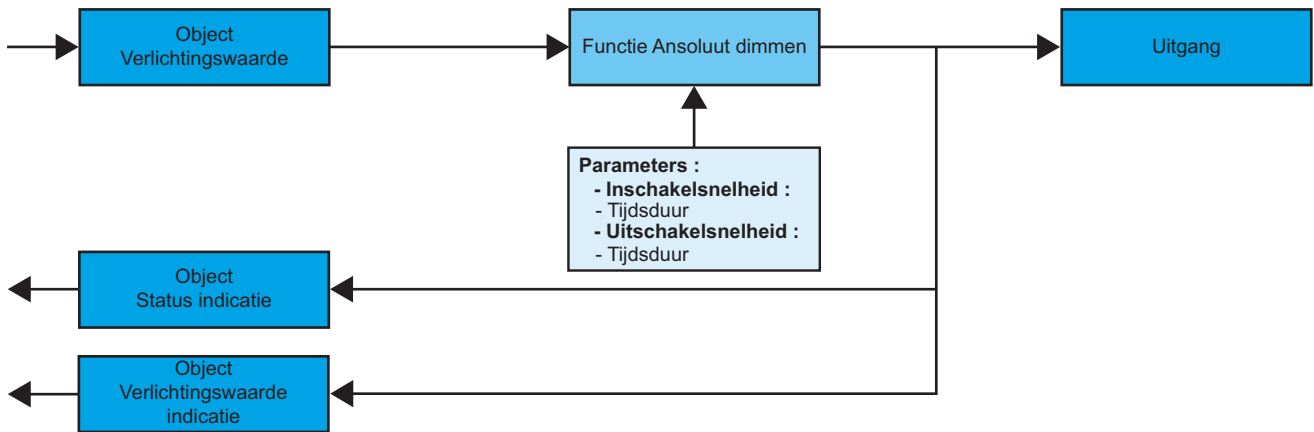 Object
Verlichtingswaarde
Functie Ansoluut dimmen
Uitgang
Parameters :
- Inschakelsnelheid :
- Tijdsduur
- Uitschakelsnelheid :
- Tijdsduur
Object
Status indicatie
Object
Verlichtingswaarde
indicatie